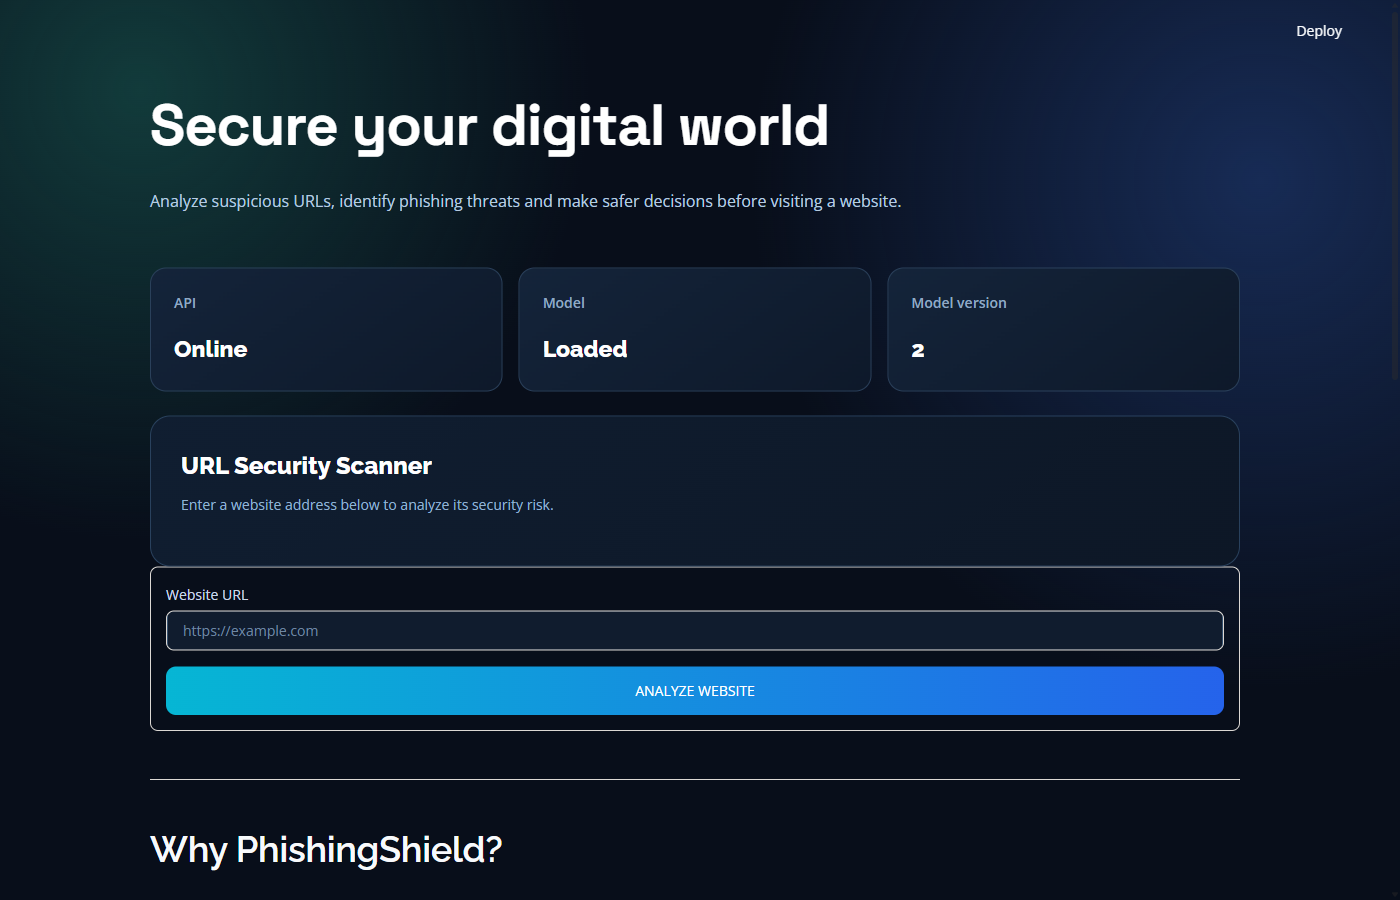 Deploy
Secure your digital world
Analyze suspicious URLs, identify phishing threats and make safer decisions before visiting a website.
API
Online
Model
Loaded
Model version
2
URL Security Scanner
Enter a website address below to analyze its security risk.
Website URL
https://example.com
ANALYZE WEBSITE
Why PhishingShield?